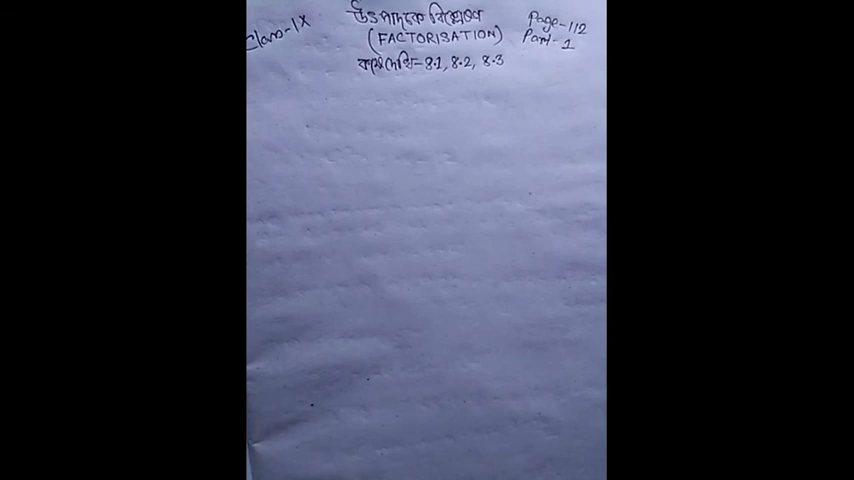 Class-IX
উৎপাদকে বিশ্লেষণ
(FACTORISATION)
Page-112
Part-1
কষে দেখি-8.1, 8.2, 8.3